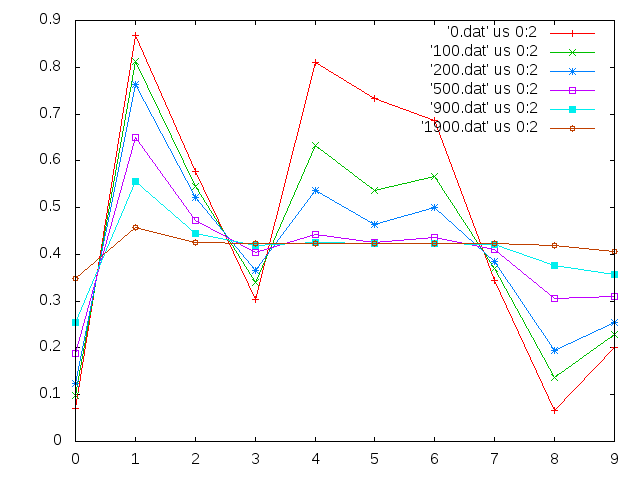 0.9
0.8
0.7
0.6
0.5
0.4
0.3
0.2
0.1
0
'0.dat' us 0:2
'100.dat' us 0:2
'200.dat' us 0:2
'500.dat' us 0:2
'900.dat' us 0:2
'1900.dat' us 0:2
0 1 2 3 4 5 6 7 8 9